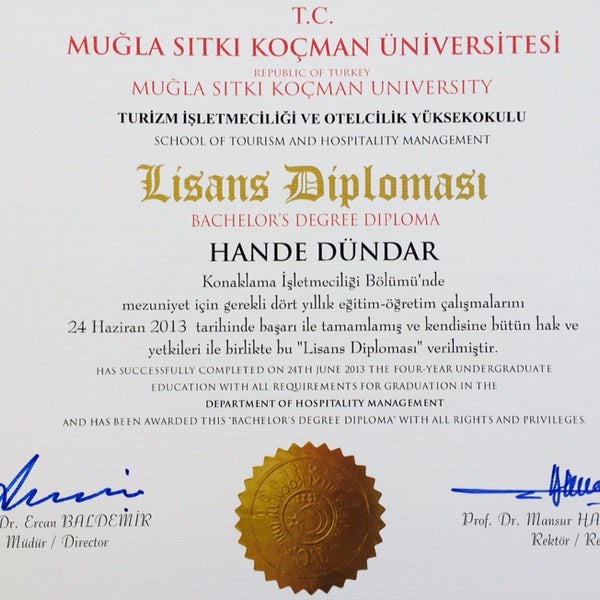 T.C.
MUĞLA SITKI KOÇMAN ÜNİVERSİTESİ
REPUBLIC OF TURKEY
MUĞLA SITKI KOÇMAN UNIVERSITY
TURİZM İŞLETMECİLİĞİ VE OTELCİLİK YÜKSEKOKULU
SCHOOL OF TOURISM AND HOSPITALITY MANAGEMENT
Lisans Diploması
BACHELOR'S DEGREE DIPLOMA
HANDE DÜNDAR
Konaklama İşletmeciliği Bölümü'nde
mezuniyet için gerekli dört yıllık eğitim-öğretim çalışmalarını
24 Haziran 2013 tarihinde başarı ile tamamlamış ve kendisine bütün hak ve
yetkileri ile birlikte bu "Lisans Diploması" verilmiştir.
HAS SUCCESSFULLY COMPLETED ON 24TH JUNE 2013 THE FOUR-YEAR UNDERGRADUATE
EDUCATION WITH ALL REQUIREMENTS FOR GRADUATION IN THE
DEPARTMENT OF HOSPITALITY MANAGEMENT
AND HAS BEEN AWARDED THIS "BACHELOR'S DEGREE DIPLOMA" WITH ALL RIGHTS AND PRIVILEGES.
Dr. Ercan BALDEMİR
Müdür / Director
Prof. Dr. Mansur HA
Rektör / Re